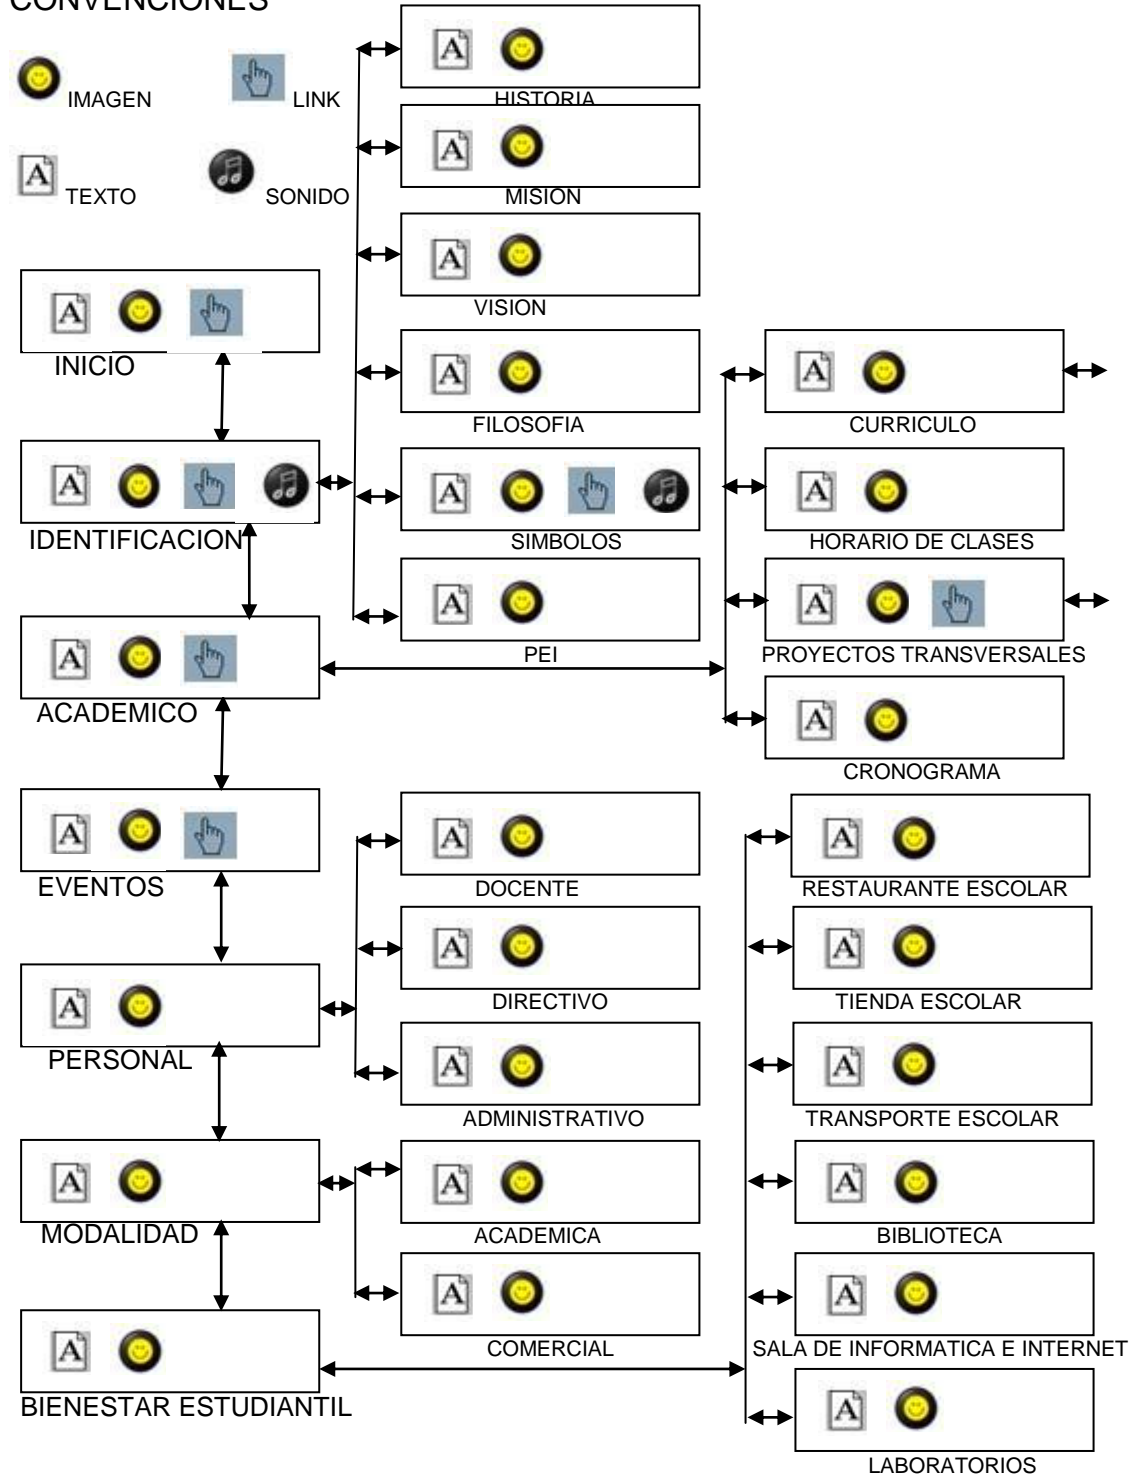 CONVENCIONES
IMAGEN
LINK
TEXTO
SONIDO
INICIO
IDENTIFICACION
ACADEMICO
EVENTOS
PERSONAL
MODALIDAD
BIENESTAR ESTUDIANTIL
HISTORIA
MISION
VISION
FILOSOFIA
SIMBOLOS
PEI
CURRICULO
HORARIO DE CLASES
PROYECTOS TRANSVERSALES
CRONOGRAMA
DOCENTE
DIRECTIVO
ADMINISTRATIVO
ACADEMICA
COMERCIAL
RESTAURANTE ESCOLAR
TIENDA ESCOLAR
TRANSPORTE ESCOLAR
BIBLIOTECA
SALA DE INFORMATICA E INTERNET
LABORATORIOS